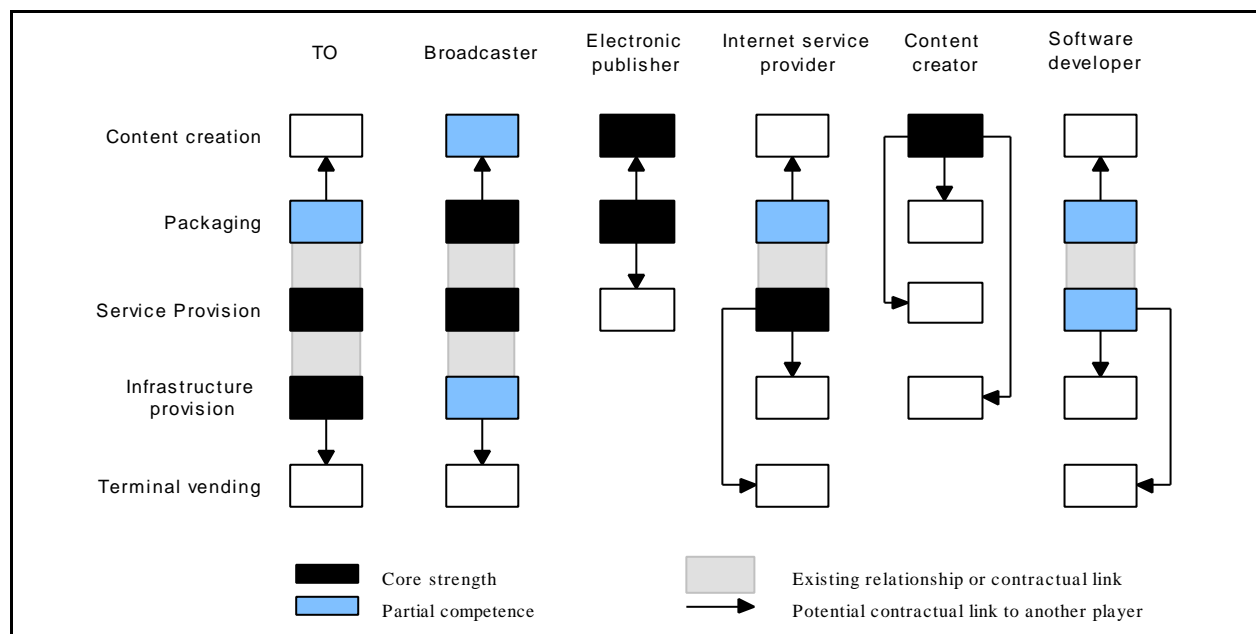 TO
Broadcaster
Electronic
publisher
Internet service
provider
Content
creator
Software
developer
Content creation
Packaging
Service Provision
Infrastructure
provision
Terminal vending
Core strength
Partial competence
Existing relationship or contractual link
Potential contractual link to another player